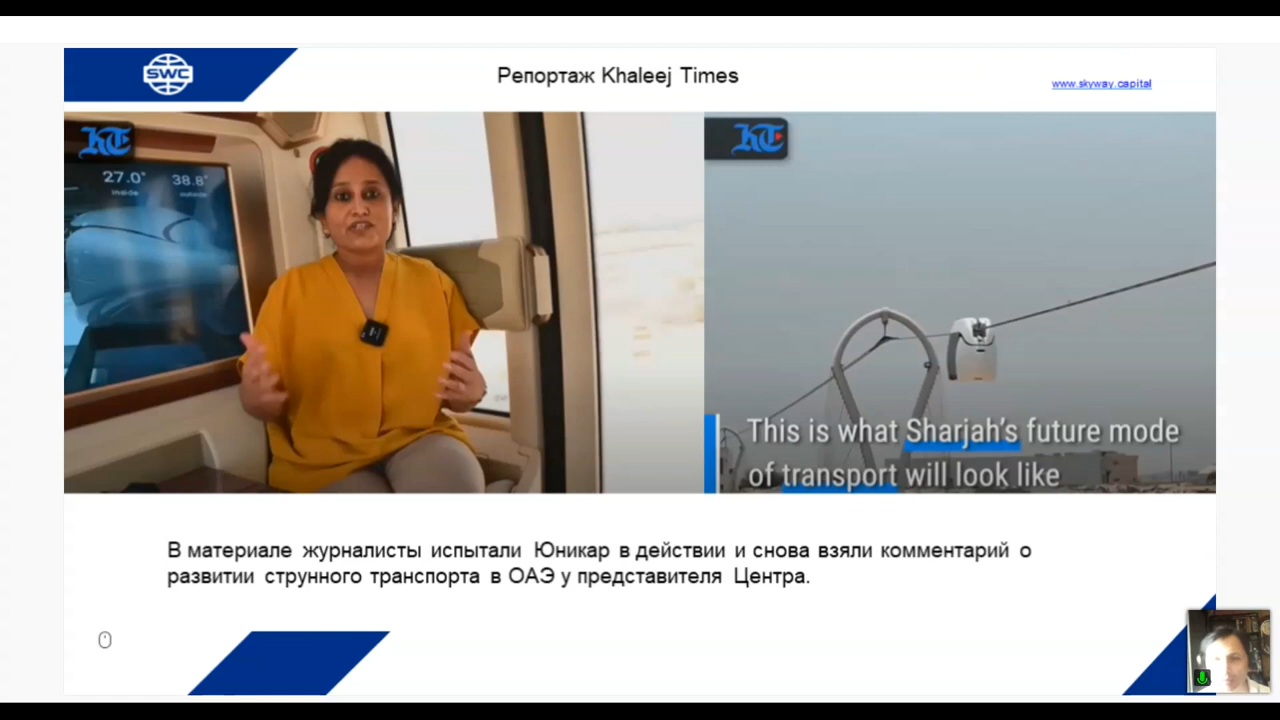 SWC
Репортаж Khaleej Times
www.skyway.capital
KT
27.0° 38.8°
inside outside
KT
This is what Sharjah's future mode
of transport will look like
В материале журналисты испытали Юникар в действии и снова взяли комментарий о
развитии струнного транспорта в ОАЭ у представителя Центра.